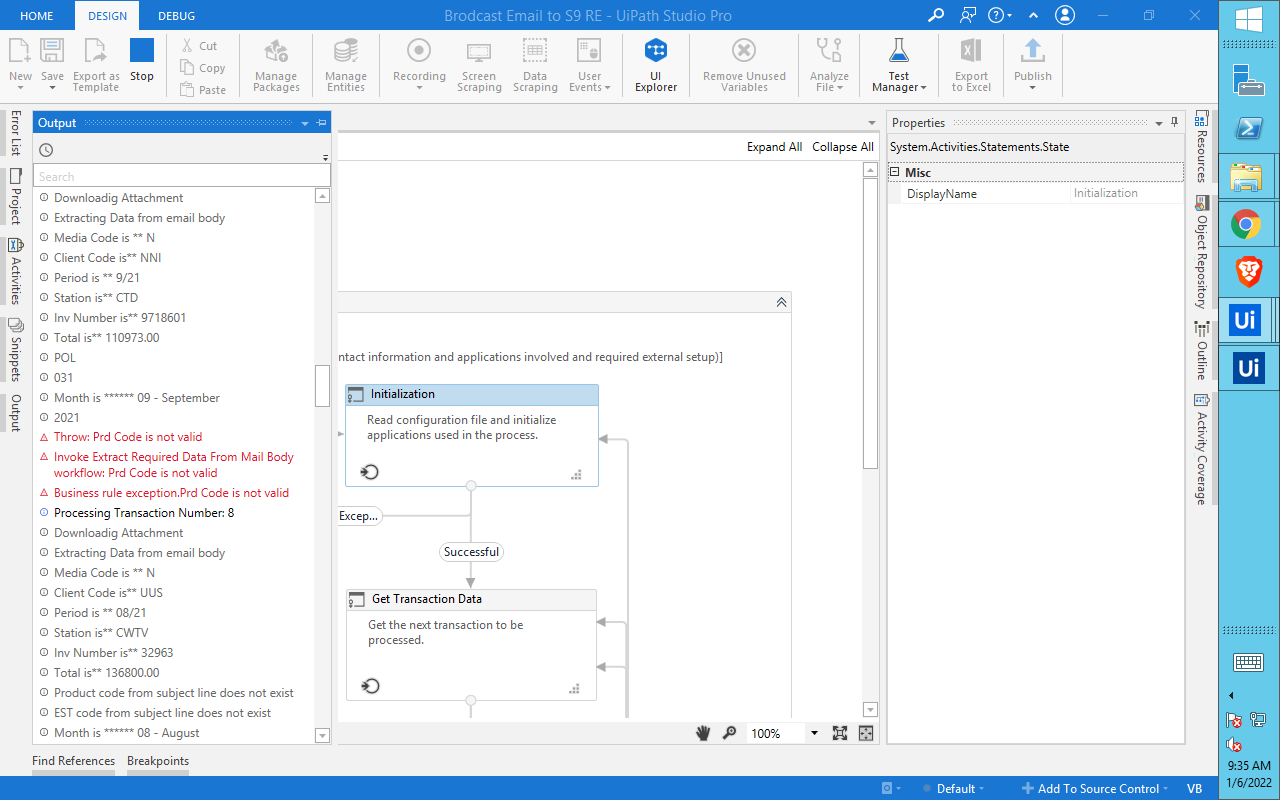 HOME DESIGN DEBUG Brodcast Email to S9 RE - UiPath Studio Pro
New Save Export as Template Stop
Cut
Copy
Paste
Manage Packages
Manage Entities
Recording
Screen Scraping
Data Scraping
User Events
UI Explorer
Remove Unused Variables
Analyze File
Test Manager
Export to Excel
Publish
Error List
Project
Activities
Snippets
Output
Output
Search
Downloadig Attachment
Extracting Data from email body
Media Code is ** N
Client Code is** NNI
Period is ** 9/21
Station is** CTD
Inv Number is** 9718601
Total is** 110973.00
POL
031
Month is ****** 09 - September
2021
Throw: Prd Code is not valid
Invoke Extract Required Data From Mail Body
workflow: Prd Code is not valid
Business rule exception.Prd Code is not valid
Processing Transaction Number: 8
Downloadig Attachment
Extracting Data from email body
Media Code is ** N
Client Code is** UUS
Period is ** 08/21
Station is** CWTV
Inv Number is** 32963
Total is** 136800.00
Product code from subject line does not exist
EST code from subject line does not exist
Month is ****** 08 - August
Find References Breakpoints
Expand All Collapse All
ntact information and applications involved and required external setup)]
Initialization
Read configuration file and initialize
applications used in the process.
Excep...
Successful
Get Transaction Data
Get the next transaction to be
processed.
100%
Properties
System.Activities.Statements.State
Misc
DisplayName Initialization
Resources
Object Repository
Outline
Activity Coverage
Default Add To Source Control VB
Ui
Ui
9:35 AM
1/6/2022